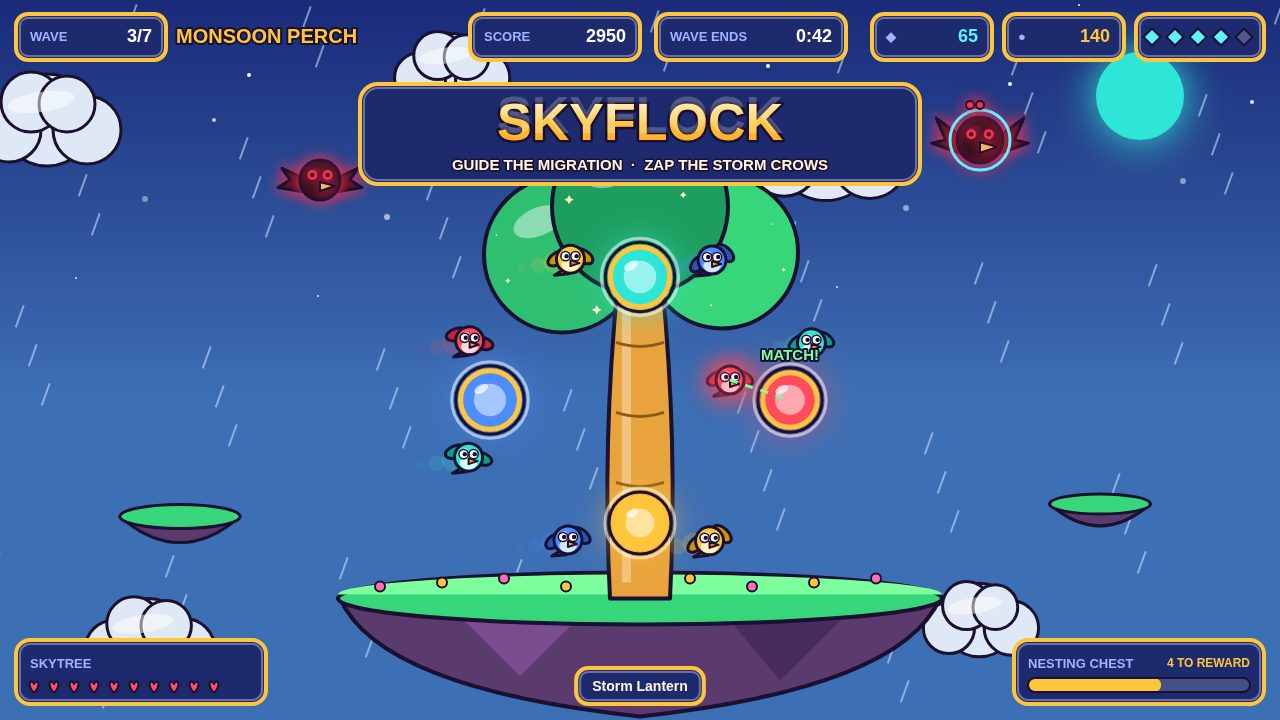 WAVE 3/7 MONSOON PERCH SCORE 2950 WAVE ENDS 0:42 65 140
SKYFLOCK
GUIDE THE MIGRATION · ZAP THE STORM CROWS
MATCH!
SKYTREE
Storm Lantern
NESTING CHEST 4 TO REWARD